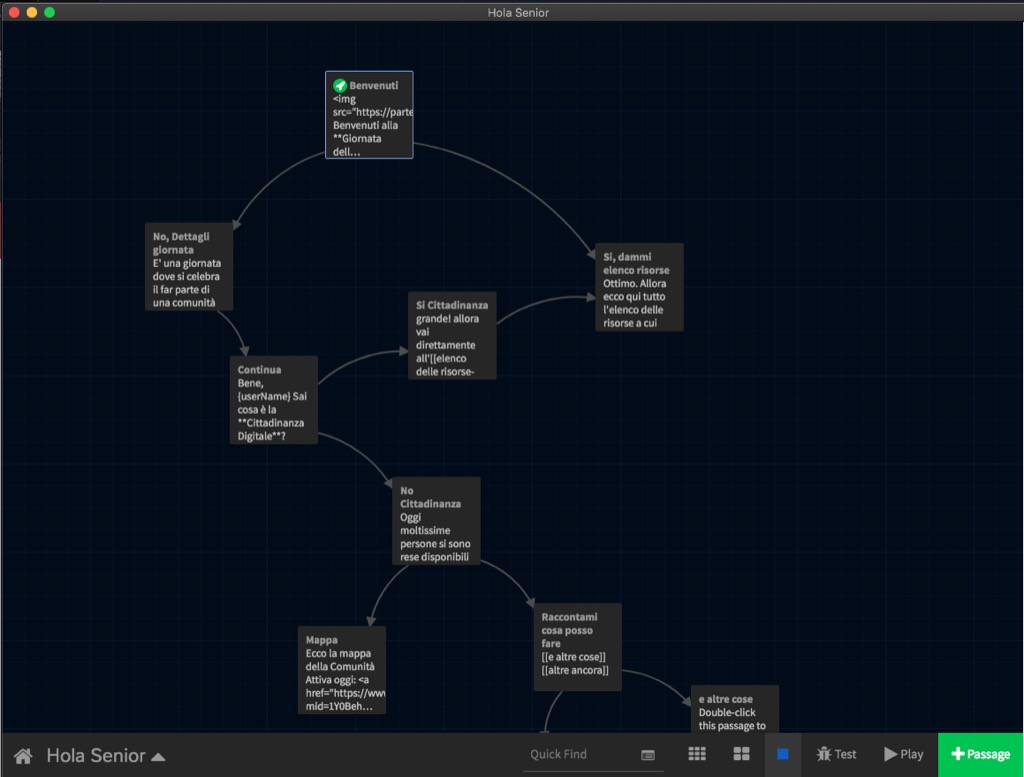 Hola Senior
Benvenuti
<img
src="https://parte
Benvenuti alla
**Giornata
dell...
No, Dettagli
giornata
E' una giornata
dove si celebra
il far parte di
una comunità
Si, dammi
elenco risorse
Ottimo. Allora
ecco qui tutto
l'elenco delle
risorse a cui
Si Cittadinanza
grande! allora
vai
direttamente
all'[[elenco
delle risorse-
Continua
Bene,
{userName} Sai
cosa è la
**Cittadinanza
Digitale**?
No
Cittadinanza
Oggi
moltissime
persone si sono
rese disponibili
Raccontami
cosa posso
fare
[[e altre cose]]
[[altre ancora]]
Mappa
Ecco la mappa
della Comunità
Attiva oggi: <a
href="https://www
mid=1Y0Beh...
e altre cose
Double-click
this passage to
Hola Senior
Quick Find
Test
Play
+Passage